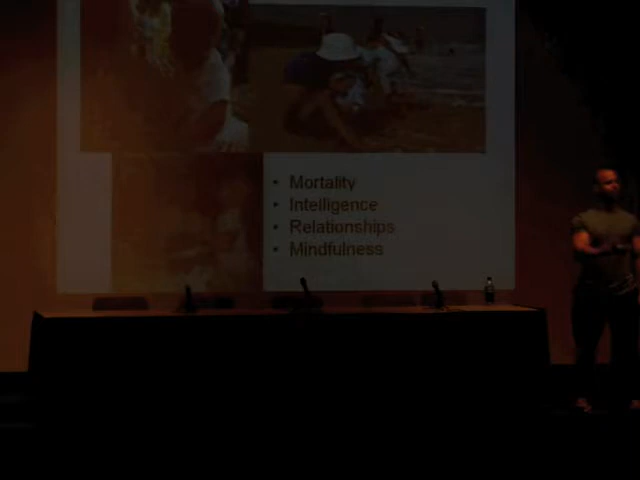 • Mortality
• Intelligence
• Relationships
• Mindfulness